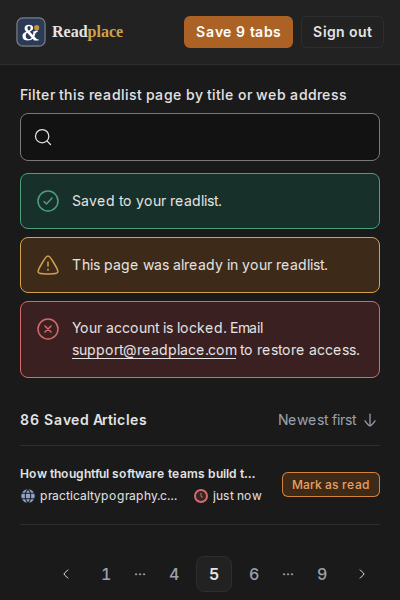 & Readplace
Save 9 tabs
Sign out
Filter this readlist page by title or web address
Saved to your readlist.
This page was already in your readlist.
Your account is locked. Email
support@readplace.com to restore access.
86 Saved Articles
Newest first
How thoughtful software teams build t...
practicaltypography.c...
just now
Mark as read
1 ... 4 5 6 ... 9